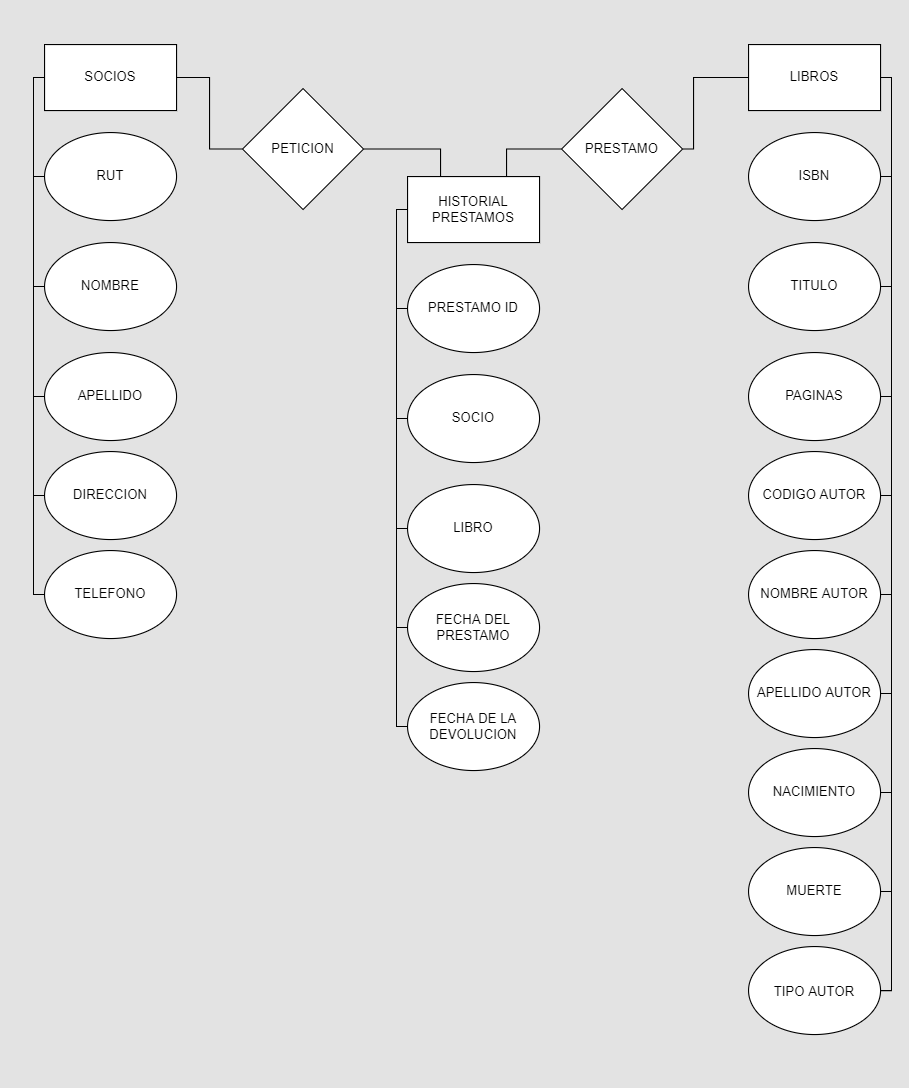 SOCIOS
RUT
NOMBRE
APELLIDO
DIRECCION
TELEFONO
PETICION
HISTORIAL
PRESTAMOS
PRESTAMO ID
SOCIO
LIBRO
FECHA DEL
PRESTAMO
FECHA DE LA
DEVOLUCION
PRESTAMO
LIBROS
ISBN
TITULO
PAGINAS
CODIGO AUTOR
NOMBRE AUTOR
APELLIDO AUTOR
NACIMIENTO
MUERTE
TIPO AUTOR